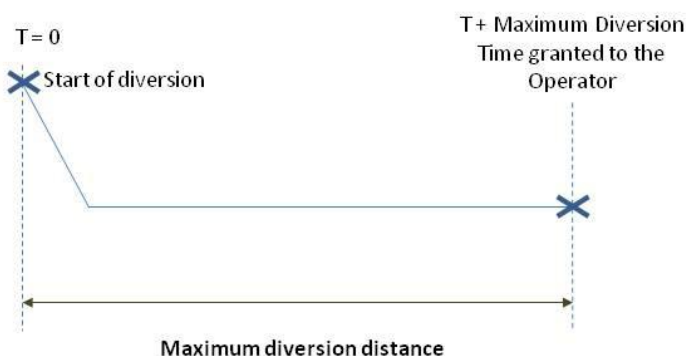 T = 0
Start of diversion
T+ Maximum Diversion
Time granted to the
Operator
Maximum diversion distance